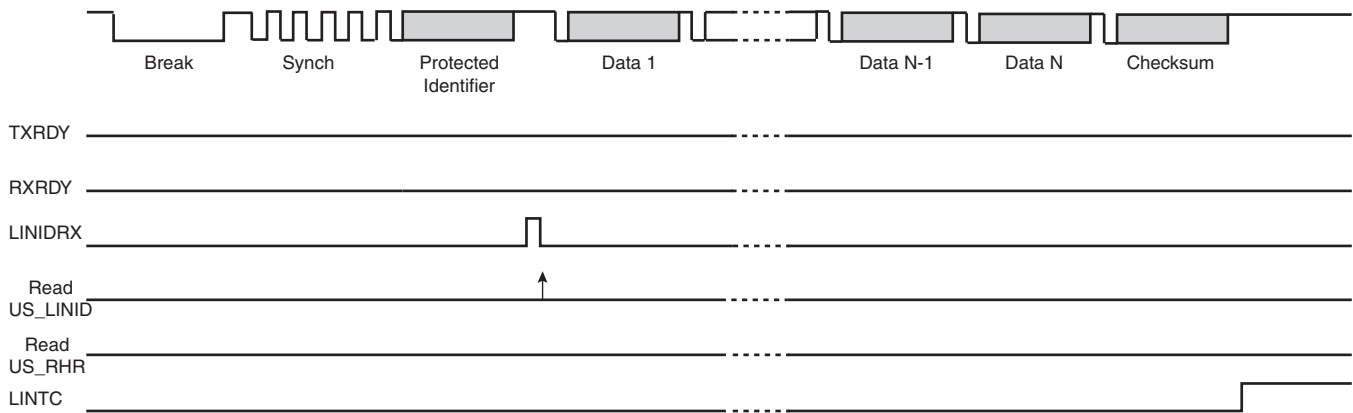 Break
Synch
Protected
Identifier
Data 1
Data N-1
Data N
Checksum
TXRDY
RXRDY
LINIDRX
Read
US_LINID
Read
US_RHR
LINTC